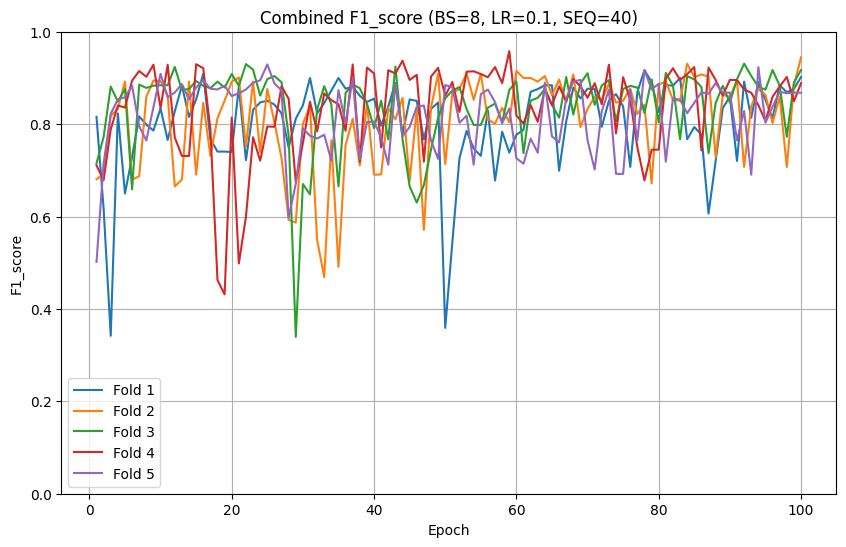 Combined F1_score (BS=8, LR=0.1, SEQ=40)
F1_score
1.0
0.8
0.6
0.4
0.2
0.0
Fold 1
Fold 2
Fold 3
Fold 4
Fold 5
0 20 40 60 80 100
Epoch